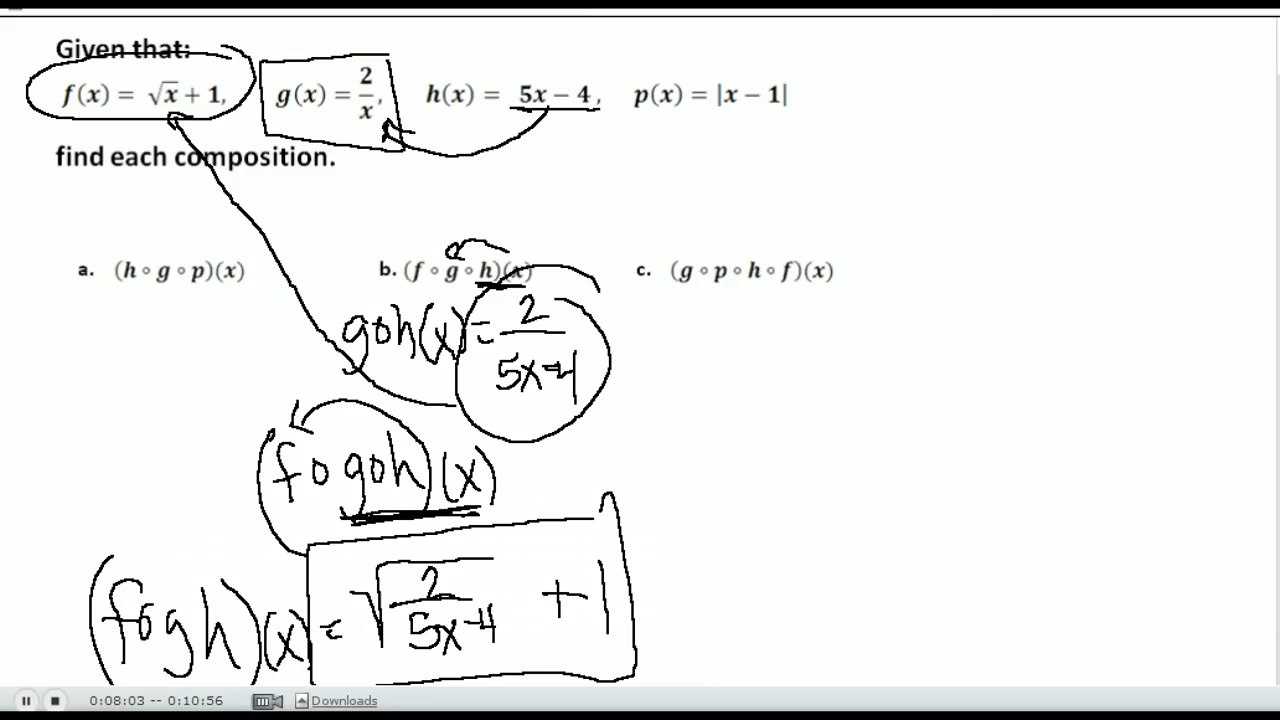 Given that:
f(x) = √x + 1, g(x) = 2/x, h(x) = 5x − 4, p(x) = |x − 1|
find each composition.
a. (h ∘ g ∘ p)(x) b. (f ∘ g ∘ h)(x) c. (g ∘ p ∘ h ∘ f)(x)
goh(x) = 2/(5x-4)
(fogoh)(x)
(fogh)(x) = √(2/(5x-4)) + 1
0:08:03 -- 0:10:56 Downloads